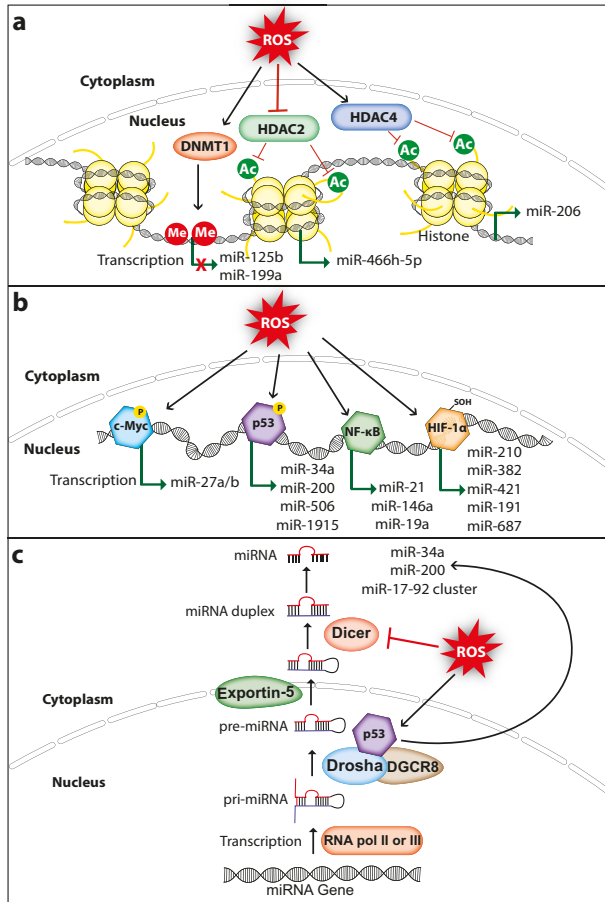 a
ROS
Cytoplasm
Nucleus
DNMT1
HDAC2
HDAC4
Ac
Ac
Ac
Ac
Me
Me
Histone
miR-206
Transcription
X
miR-125b
miR-199a
miR-466h-5p
b
ROS
Cytoplasm
Nucleus
c-Myc
P
p53
P
NF-κB
HIF-1α
SOH
Transcription
miR-27a/b
miR-34a
miR-200
miR-506
miR-1915
miR-21
miR-146a
miR-19a
miR-210
miR-382
miR-421
miR-191
miR-687
c
miRNA
miR-34a
miR-200
miR-17-92 cluster
miRNA duplex
Dicer
ROS
Exportin-5
Cytoplasm
pre-miRNA
p53
Drosha
DGCR8
Nucleus
pri-miRNA
Transcription
RNA pol II or III
miRNA Gene